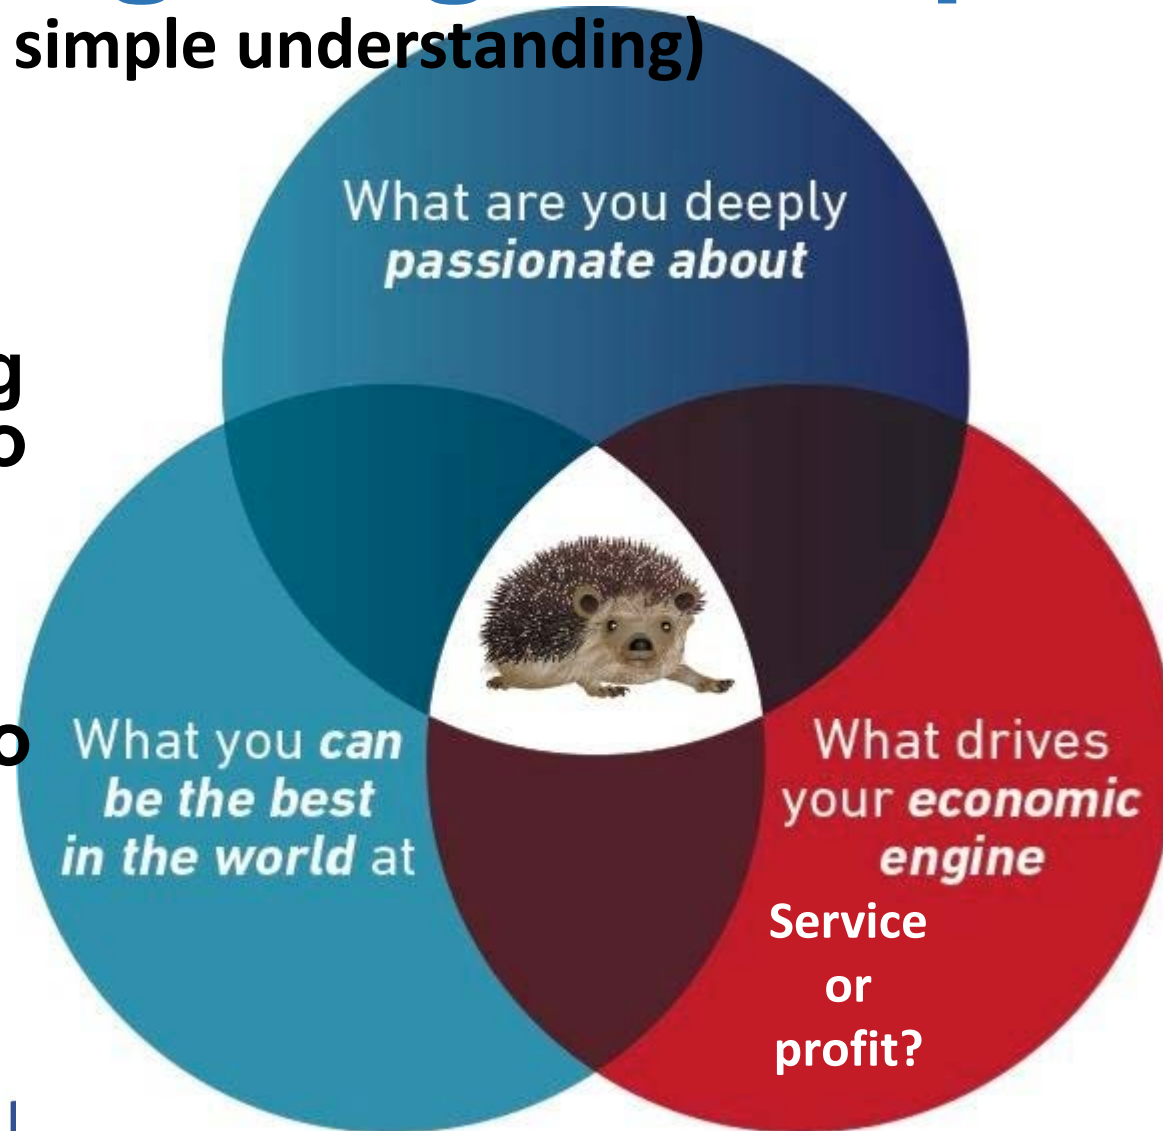 simple understanding)
What are you deeply
passionate about
g
o
o
What you can
be the best
in the world at
What drives
your economic
engine
Service
or
profit?